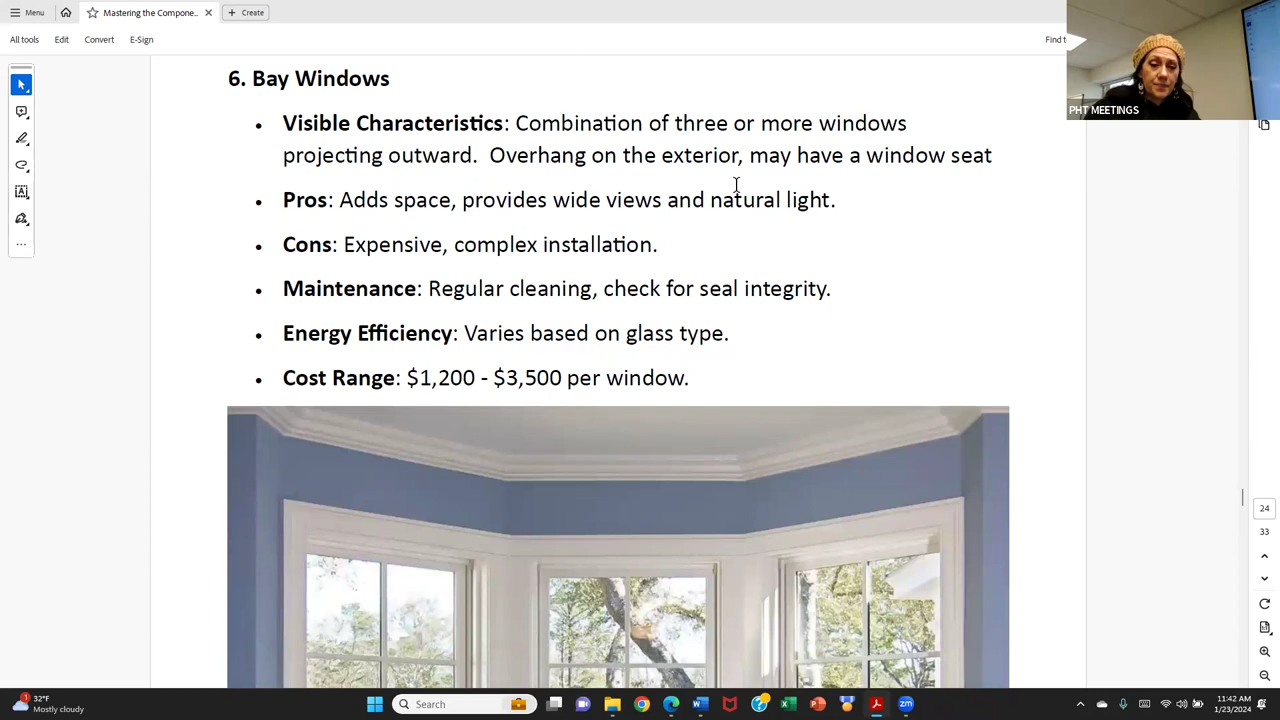 Menu
Mastering the Compone...
Create
All tools
Edit
Convert
E-Sign
Find t
PHT MEETINGS
6. Bay Windows
• Visible Characteristics: Combination of three or more windows
projecting outward.  Overhang on the exterior, may have a window seat
• Pros: Adds space, provides wide views and natural light.
• Cons: Expensive, complex installation.
• Maintenance: Regular cleaning, check for seal integrity.
• Energy Efficiency: Varies based on glass type.
• Cost Range: $1,200 - $3,500 per window.
24
33
1
32°F
Mostly cloudy
Search
11:42 AM
1/23/2024